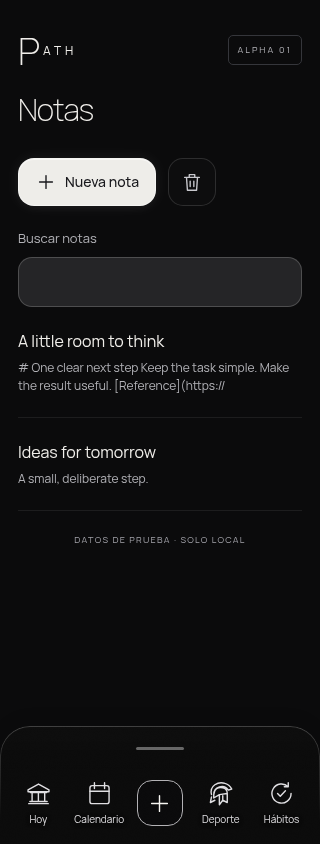 PATH
ALPHA 01
Notas
Nueva nota
Buscar notas
A little room to think
# One clear next step Keep the task simple. Make
the result useful. [Reference](https://
Ideas for tomorrow
A small, deliberate step.
DATOS DE PRUEBA · SOLO LOCAL
Hoy
Calendario
Deporte
Hábitos